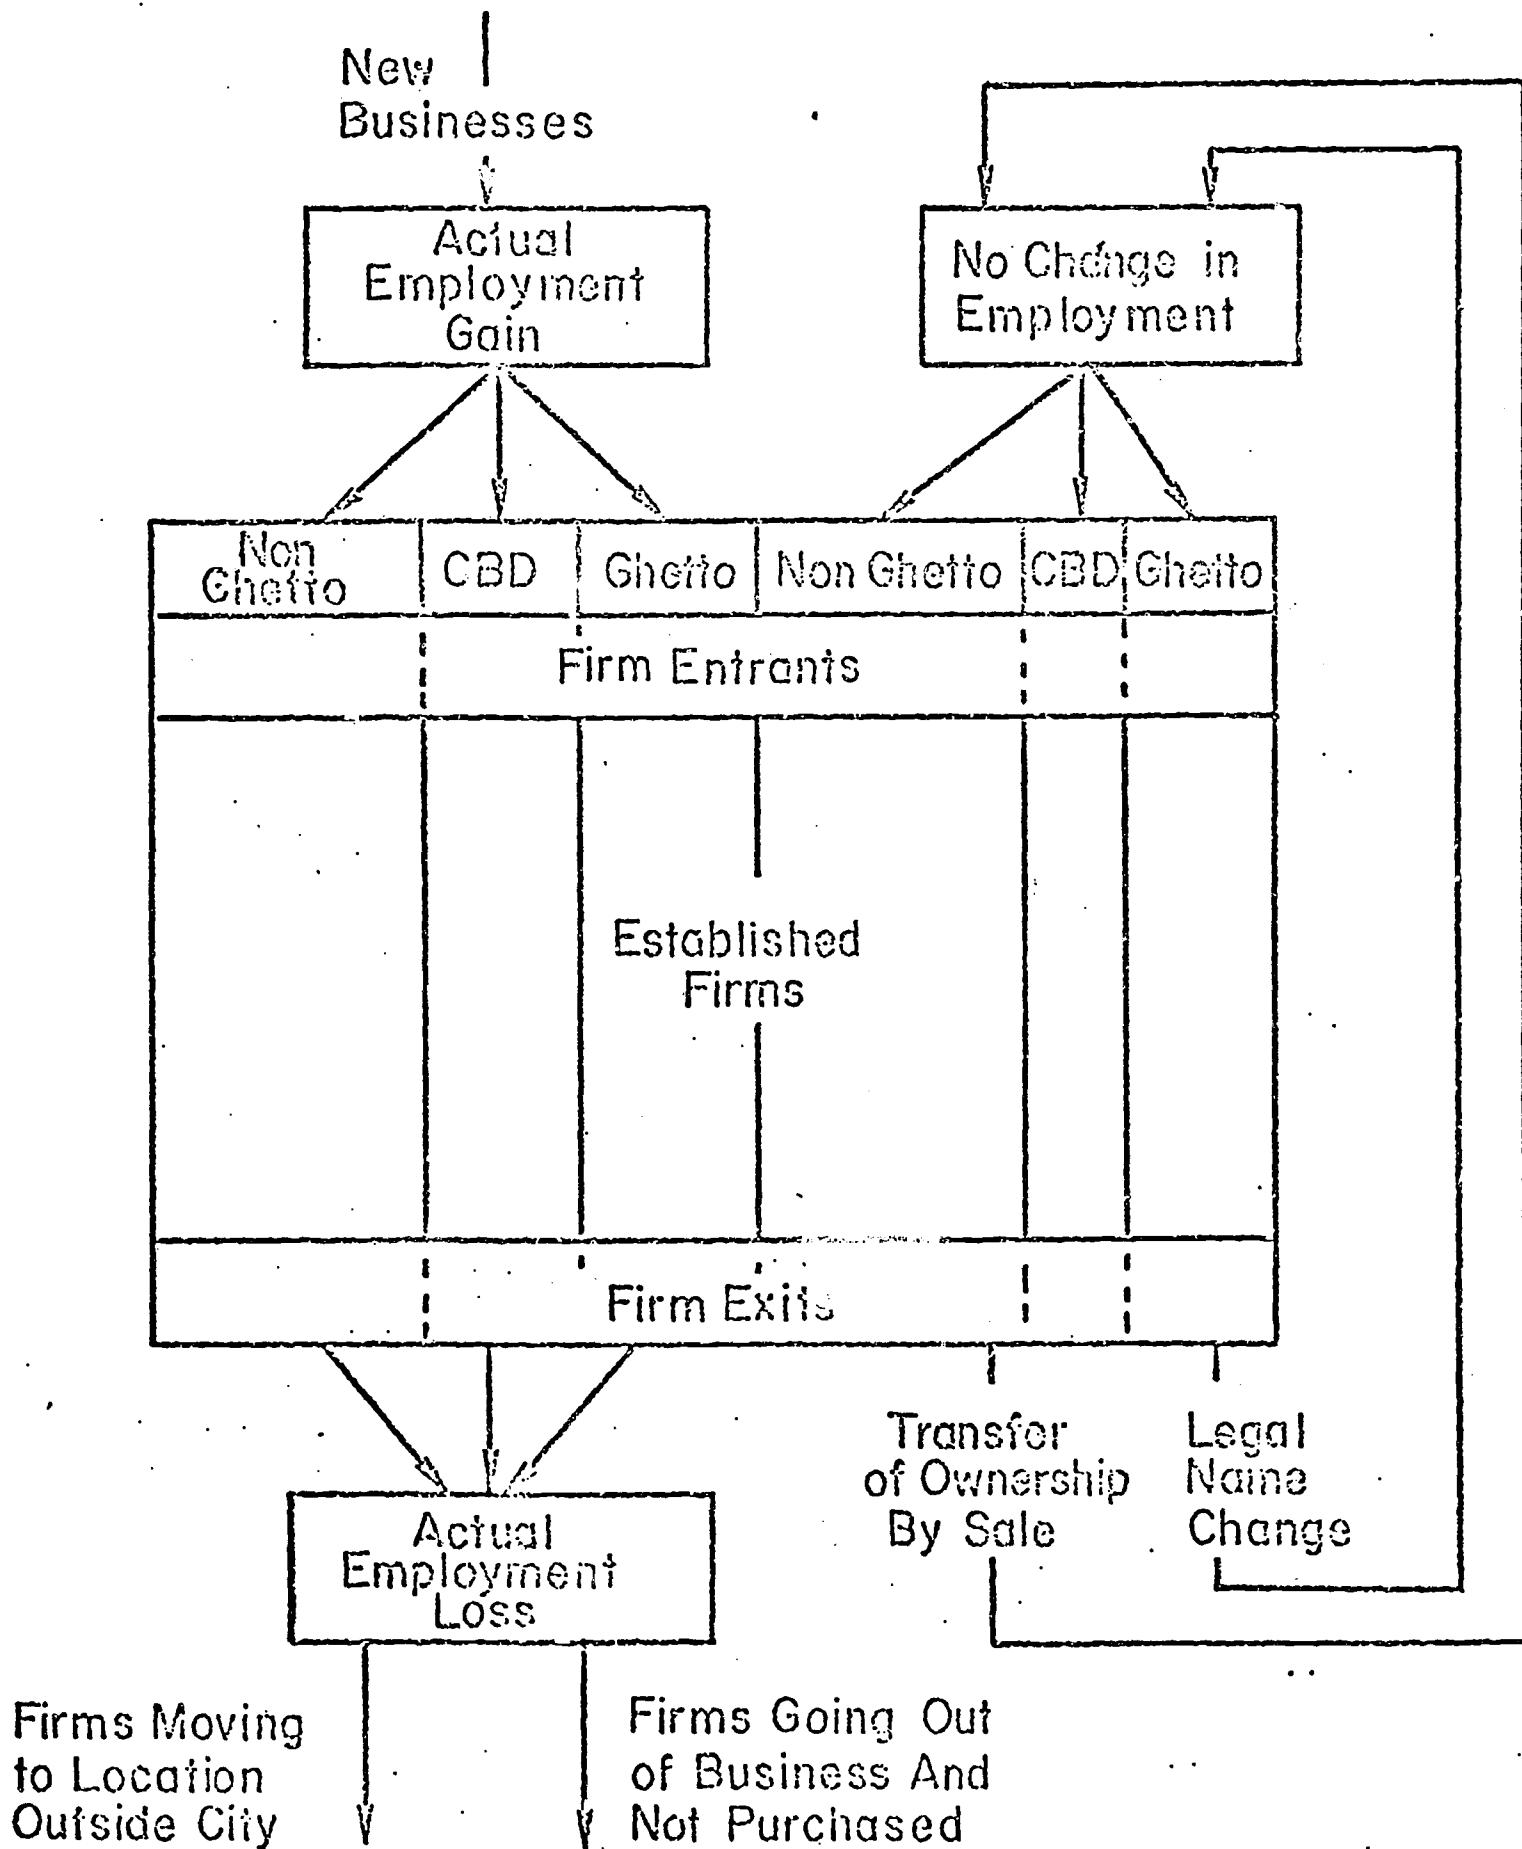 New
Businesses
Actual
Employment
Gain
No Change in
Employment
Non
Ghetto
CBD
Ghetto
Non Ghetto
CBD
Ghetto
Firm Entrants
Established
Firms
Firm Exits
Transfer
of Ownership
By Sale
Legal
Name
Change
Actual
Employment
Loss
Firms Moving
to Location
Outside City
Firms Going Out
of Business And
Not Purchased